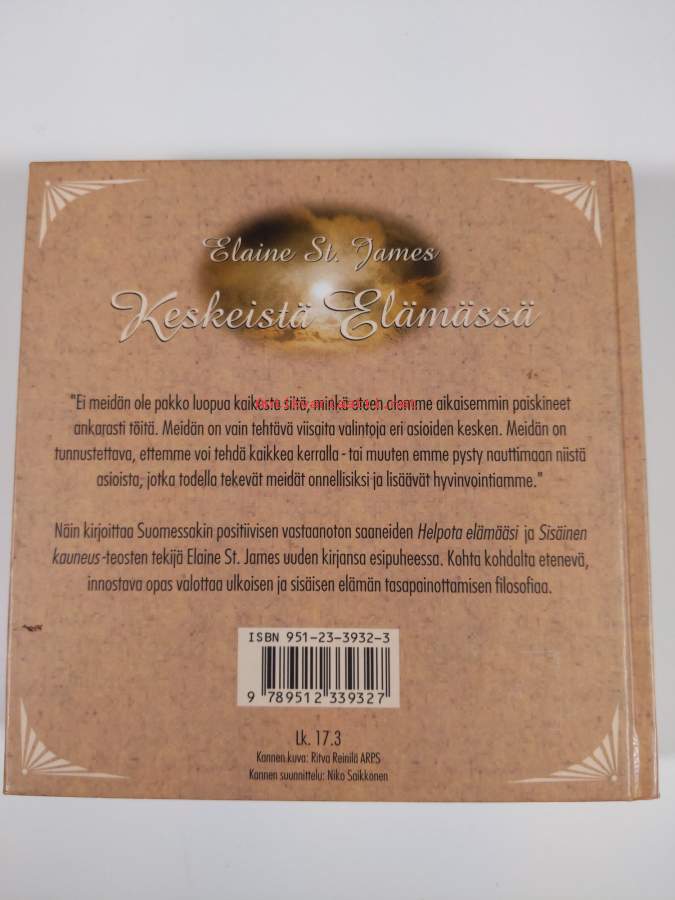 Elaine St. James
Keskeistä Elämässä
"Ei meidän ole pakko luopua kaikesta siitä, minkä eteen olemme aikaisemmin paiskineet
ankarasti töitä. Meidän on vain tehtävä viisaita valintoja eri asioiden kesken. Meidän on
tunnustettava, ettemme voi tehdä kaikkea kerralla - tai muuten emme pysty nauttimaan niistä
asioista, jotka todella tekevät meidät onnellisiksi ja lisäävät hyvinvointiamme."
Näin kirjoittaa Suomessakin positiivisen vastaanoton saaneiden Helpota elämääsi ja Sisäinen
kauneus-teosten tekijä Elaine St. James uuden kirjansa esipuheessa. Kohta kohdalta etenevä,
innostava opas valottaa ulkoisen ja sisäisen elämän tasapainottamisen filosofiaa.
ISBN 951-23-3932-3
9 789512 339327
Lk. 17.3
Kannen kuva: Ritva Reinilä ARPS
Kannen suunnittelu: Niko Saikkonen